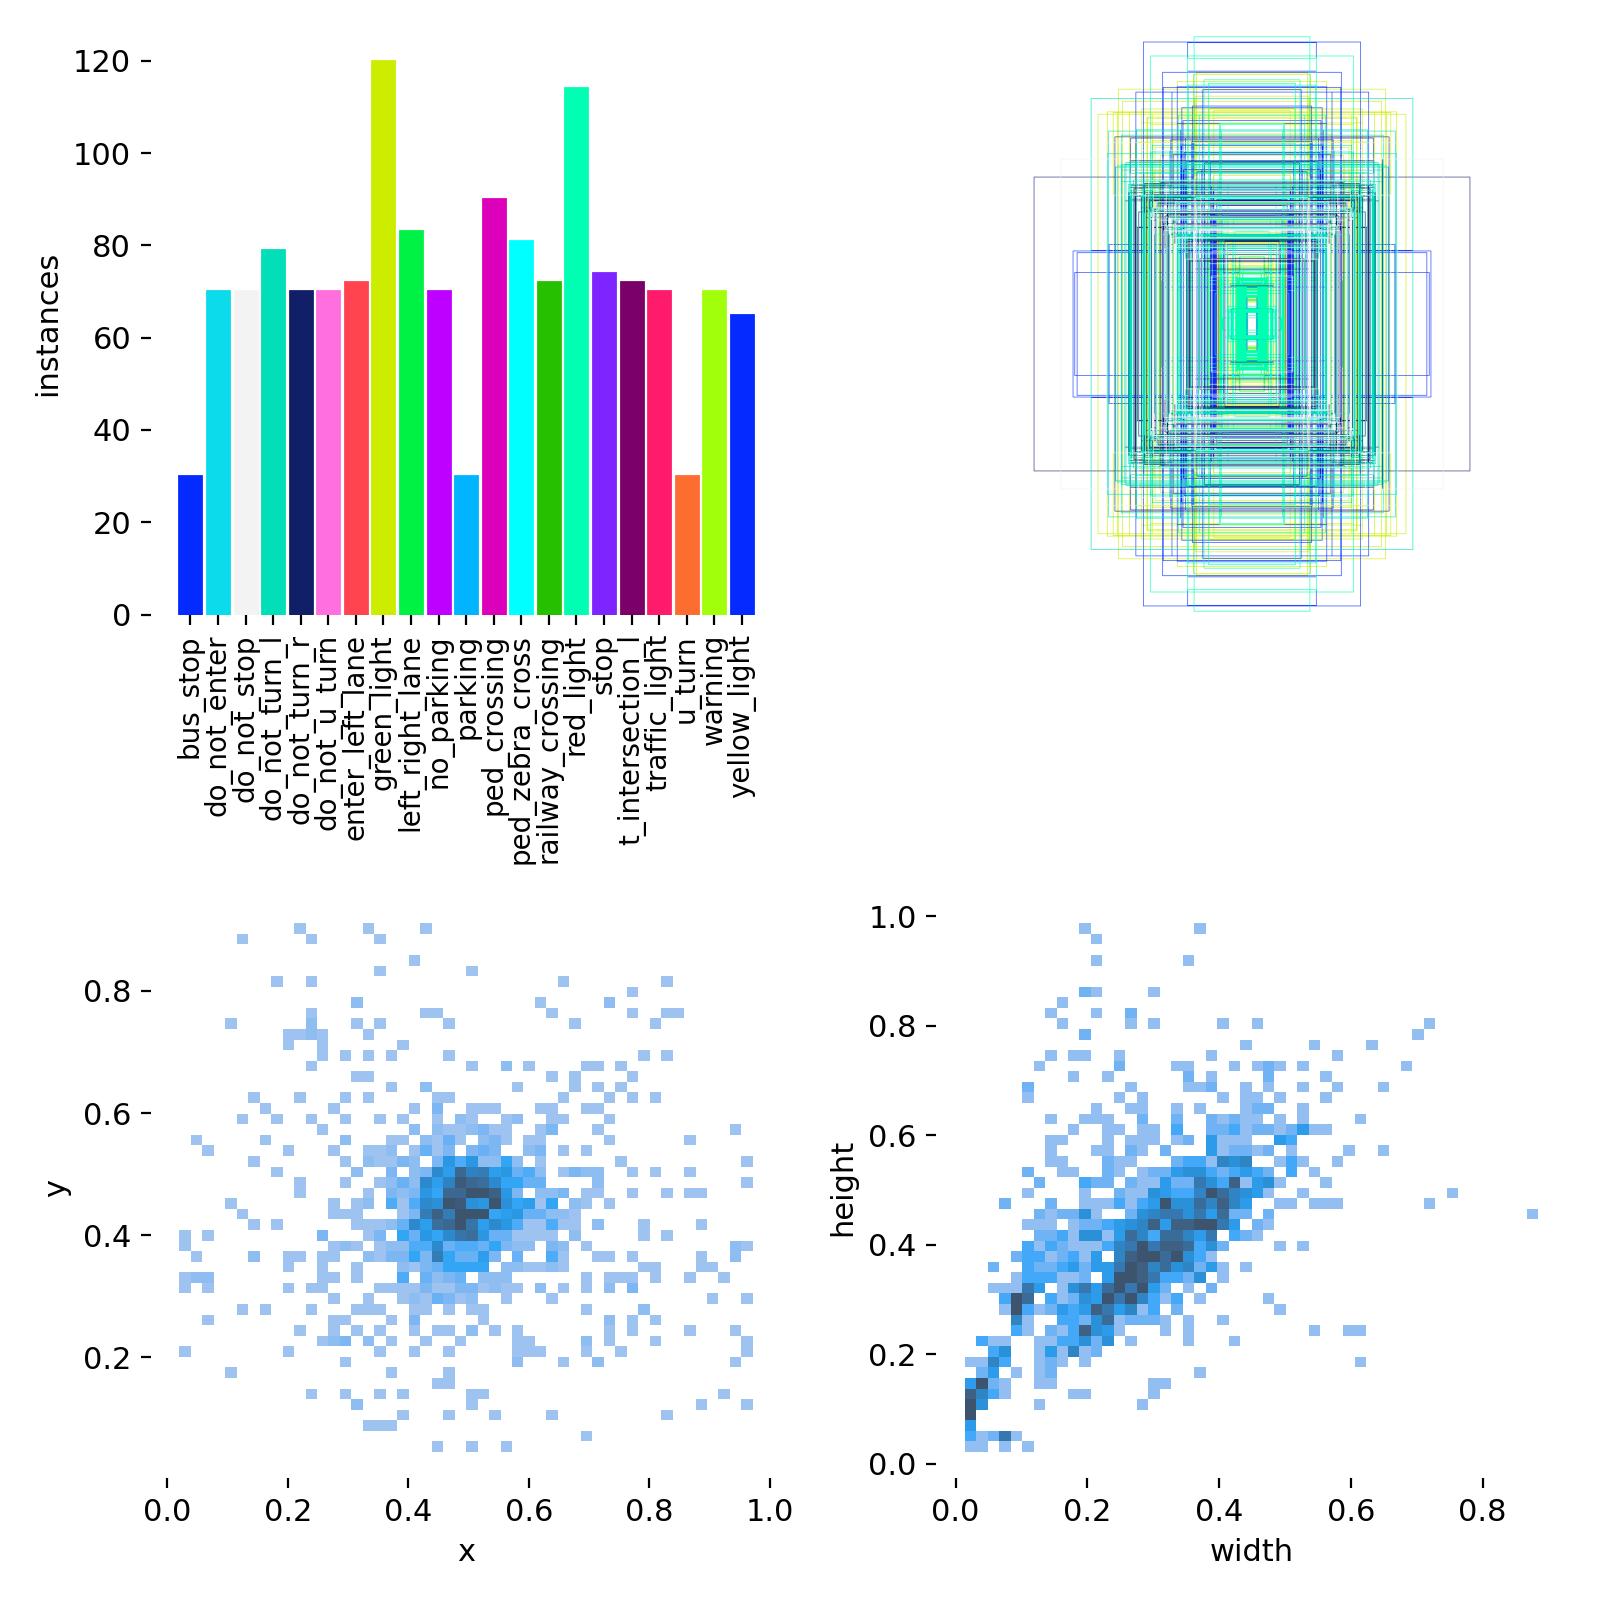 120
100
80
60
40
20
0
instances
bus_stop
do_not_enter
do_not_stop
do_not_turn_l
do_not_turn_r
do_not_u_turn
enter_left_lane
green_light
left_right_lane
no_parking
parking
ped_crossing
ped_zebra_cross
railway_crossing
red_light
stop
t_intersection_l
traffic_light
u_turn
warning
yellow_light
0.8
0.6
0.4
0.2
y
0.0 0.2 0.4 0.6 0.8 1.0
x
1.0
0.8
0.6
0.4
0.2
0.0
height
0.0 0.2 0.4 0.6 0.8
width